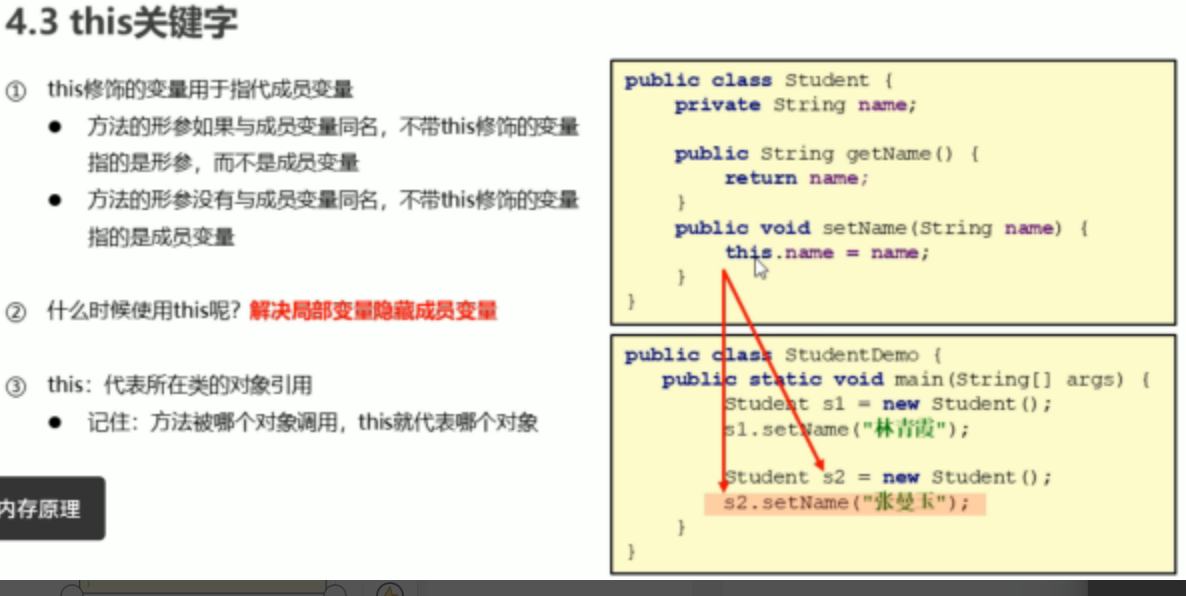 4.3 this关键字
① this修饰的变量用于指代成员变量
● 方法的形参如果与成员变量同名，不带this修饰的变量
指的是形参，而不是成员变量
● 方法的形参没有与成员变量同名，不带this修饰的变量
指的是成员变量
② 什么时候使用this呢？解决局部变量隐藏成员变量
③ this：代表所在类的对象引用
● 记住：方法被哪个对象调用，this就代表哪个对象
内存原理
public class Student {
private String name;
public String getName() {
return name;
}
public void setName(String name) {
this.name = name;
}
}
public class StudentDemo {
public static void main(String[] args) {
Student s1 = new Student();
s1.setName("林青霞");
Student s2 = new Student();
s2.setName("张曼玉");
}
}